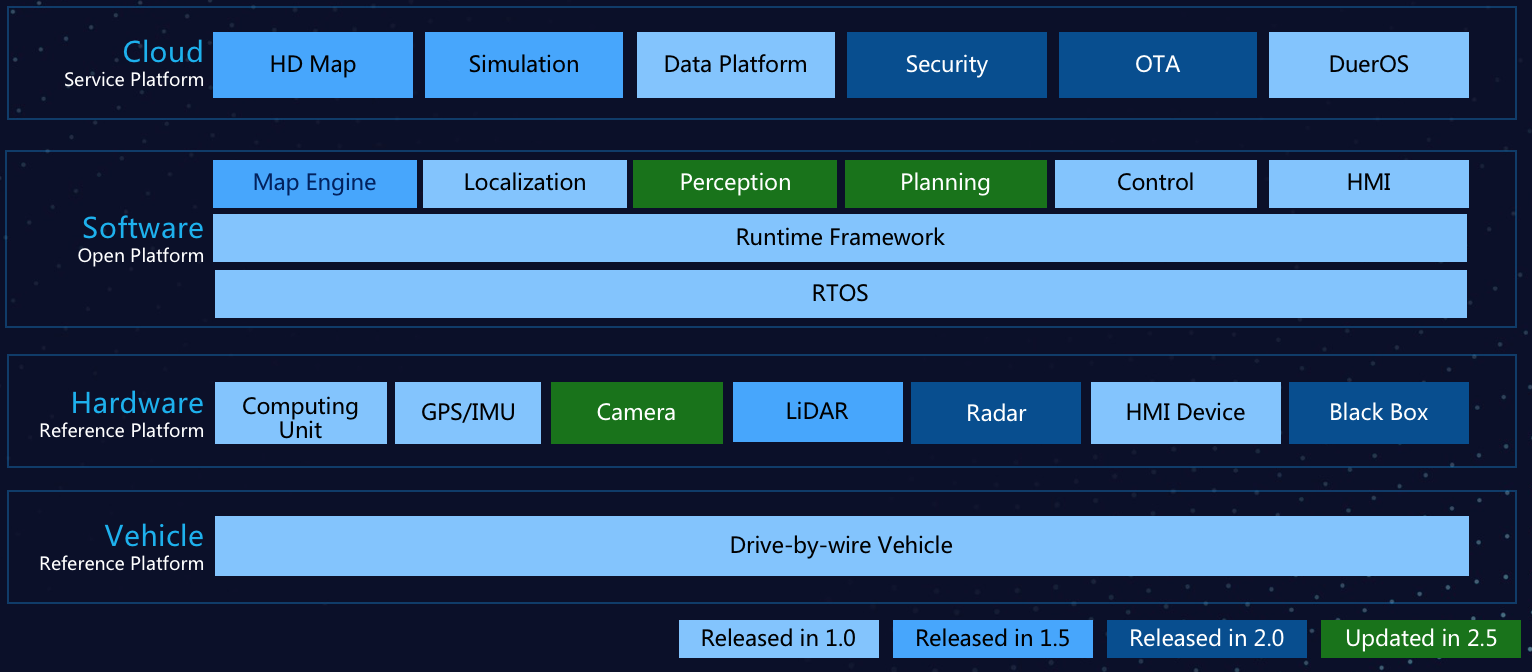 Cloud
Service Platform
HD Map
Simulation
Data Platform
Security
OTA
DuerOS
Software
Open Platform
Map Engine
Localization
Perception
Planning
Control
HMI
Runtime Framework
RTOS
Hardware
Reference Platform
Computing
Unit
GPS/IMU
Camera
LiDAR
Radar
HMI Device
Black Box
Vehicle
Reference Platform
Drive-by-wire Vehicle
Released in 1.0
Released in 1.5
Released in 2.0
Updated in 2.5